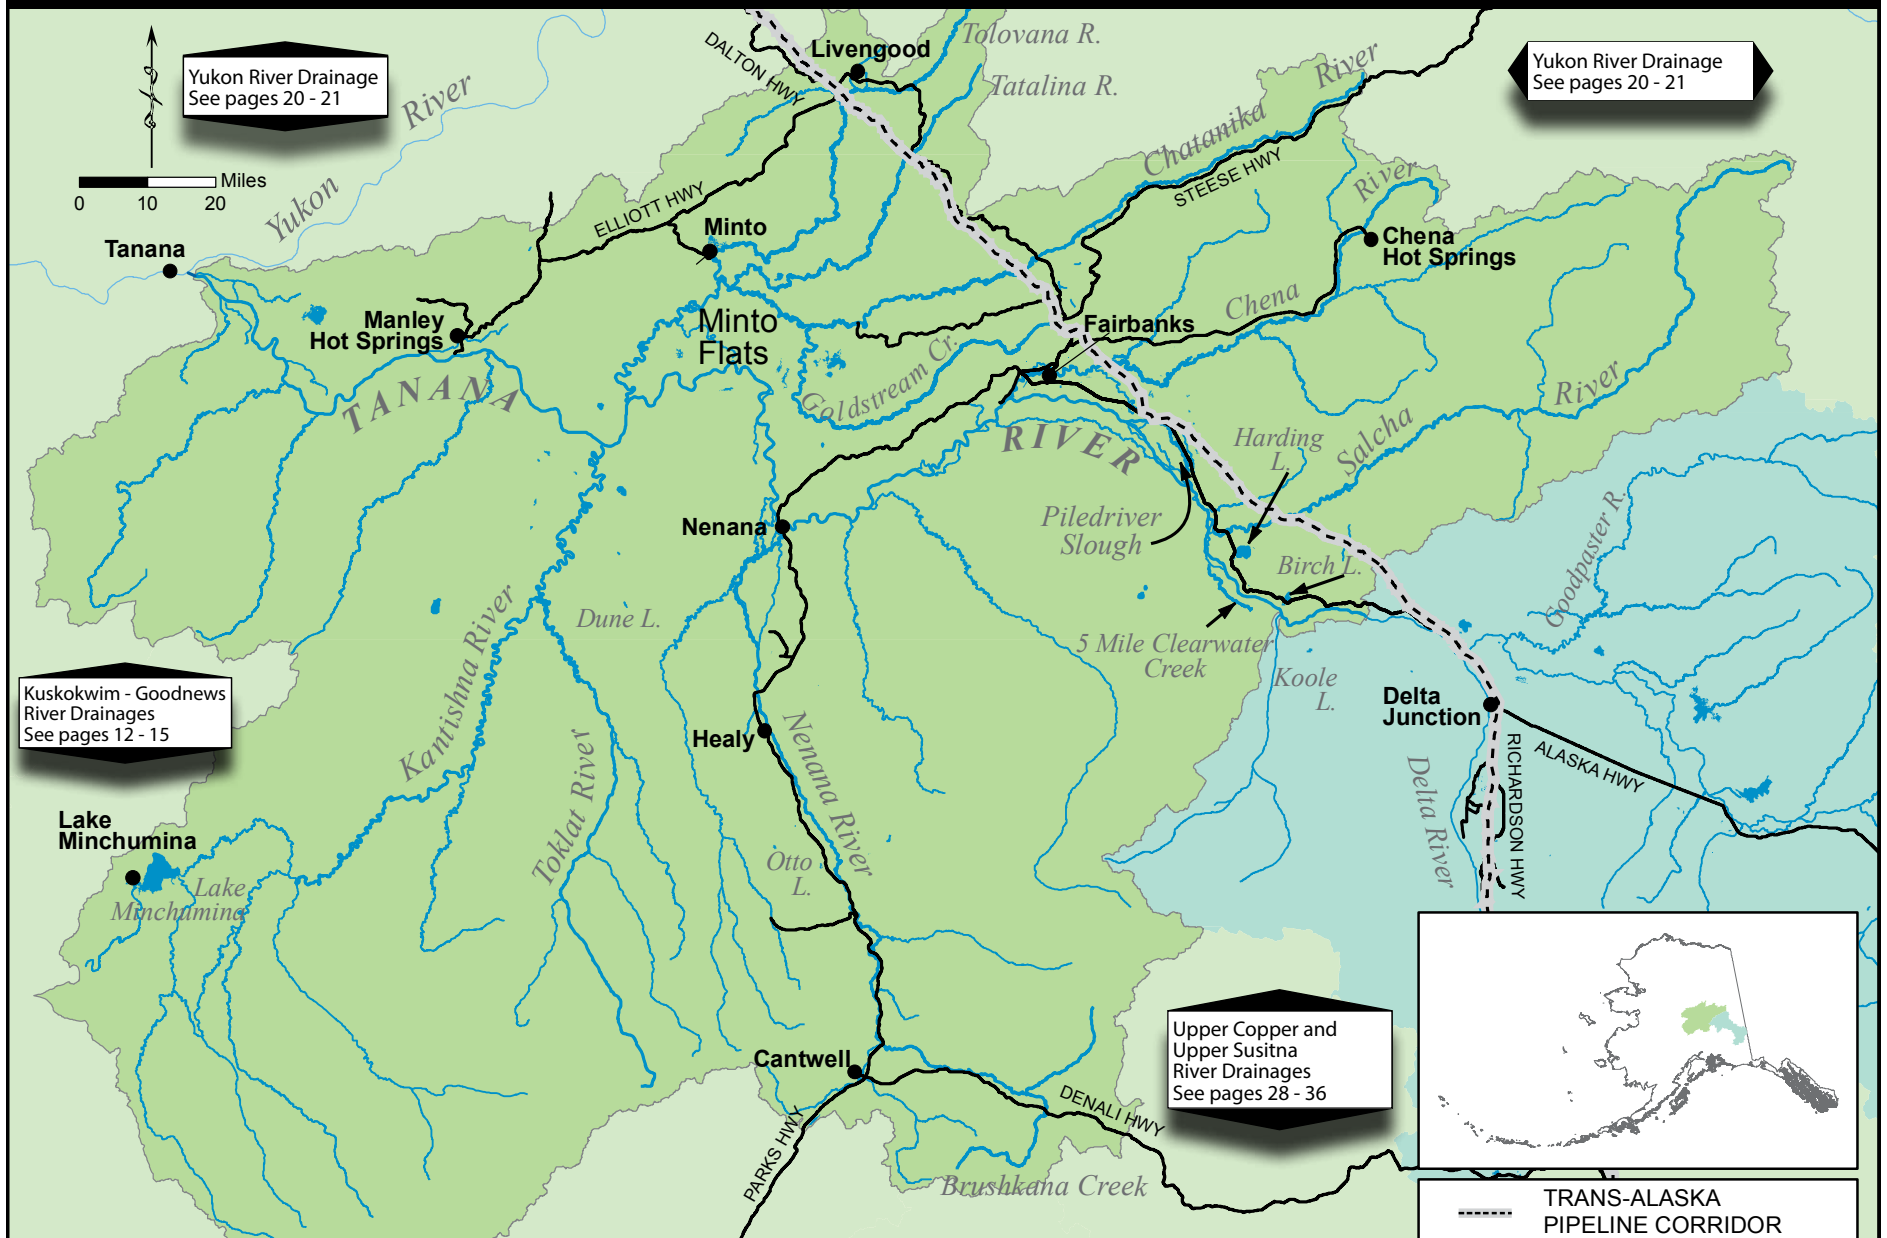 Yukon River Drainage
See pages 20 - 21
Yukon River Drainage
See pages 20 - 21
Livengood
DALTON HWY
Tolovana R.
Tatalina R.
Yukon
River
Miles
0
10
20
Chatanika
River
STEESE HWY
River
ELLIOTT HWY
Minto
Tanana
Chena
Hot Springs
Chena
Manley
Hot Springs
Minto
Flats
Fairbanks
Goldstream Cr.
TANANA
RIVER
Harding
L.
Salcha
River
Nenana
Piledriver
Slough
Birch L.
Goodpaster R.
Dune L.
5 Mile Clearwater
Creek
Koole
L.
Kantishna River
Kuskokwim - Goodnews
River Drainages
See pages 12 - 15
Delta
Junction
Healy
Nenana River
Toklat River
RICHARDSON HWY
ALASKA HWY
Delta River
Lake
Minchumina
Lake
Minchumina
Otto
L.
Upper Copper and
Upper Susitna
River Drainages
See pages 28 - 36
Cantwell
DENALI HWY
PARKS HWY
Brushkana Creek
TRANS-ALASKA
PIPELINE CORRIDOR